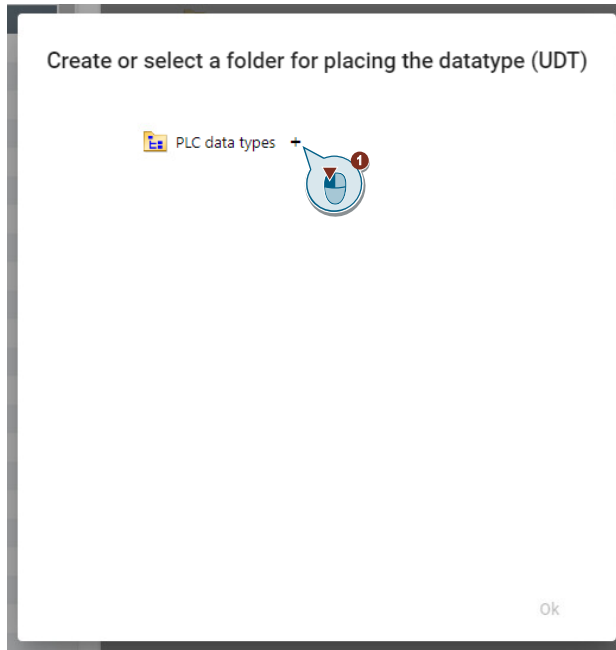 Create or select a folder for placing the datatype (UDT)
PLC data types +
1
Ok